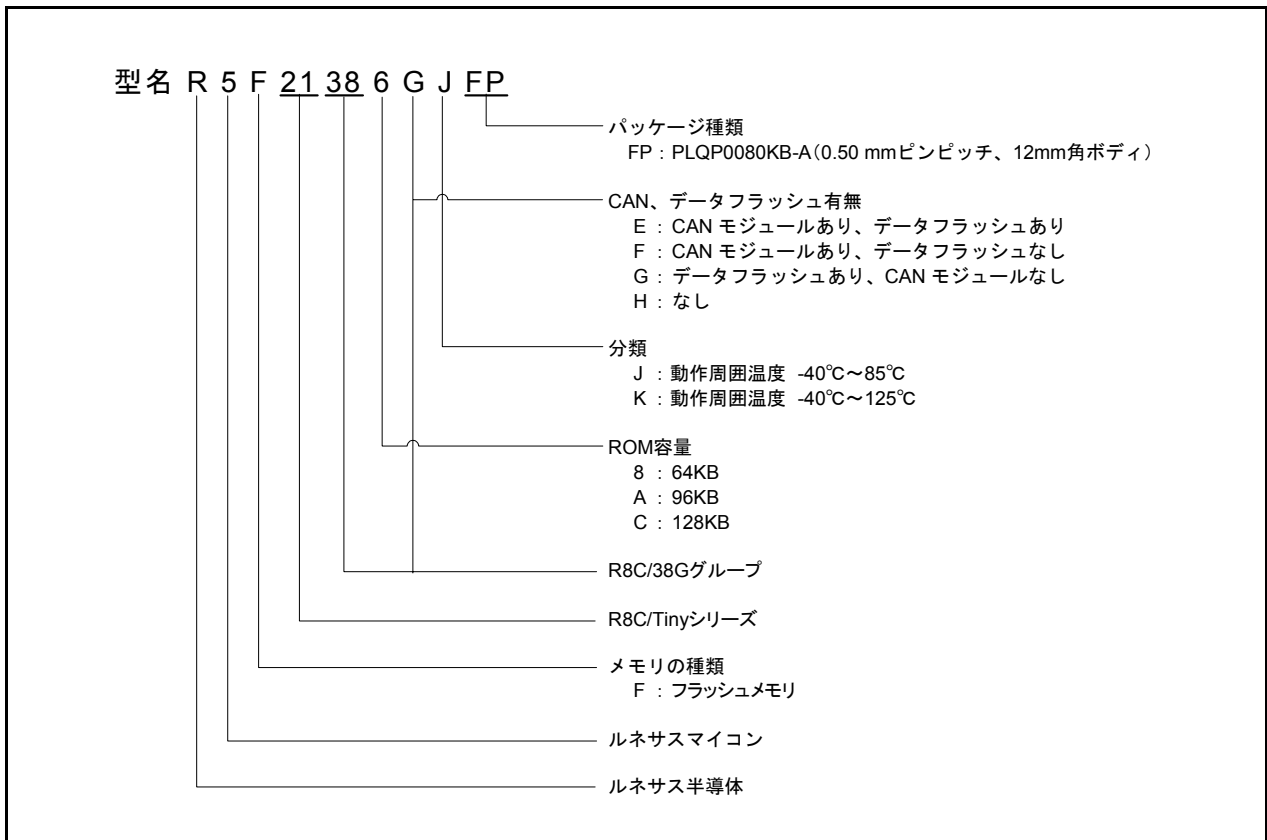 型名 R 5 F 21 38 6 G J FP
パッケージ種類
FP : PLQP0080KB-A(0.50 mmピンピッチ、12mm角ボディ)
CAN、データフラッシュ有無
E : CAN モジュールあり、データフラッシュあり
F : CAN モジュールあり、データフラッシュなし
G : データフラッシュあり、CAN モジュールなし
H : なし
分類
J : 動作周囲温度 -40℃～85℃
K : 動作周囲温度 -40℃～125℃
ROM容量
8 : 64KB
A : 96KB
C : 128KB
R8C/38Gグループ
R8C/Tinyシリーズ
メモリの種類
F : フラッシュメモリ
ルネサスマイコン
ルネサス半導体